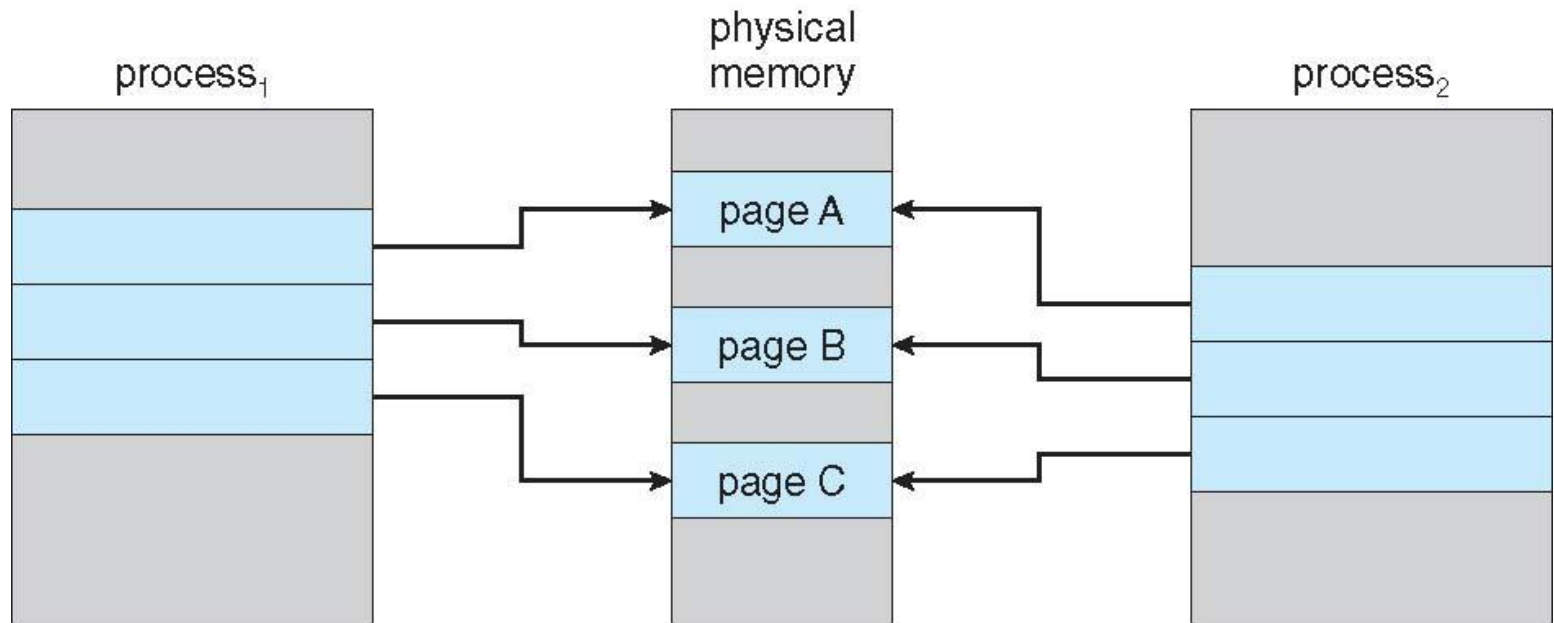 process₁
physical
memory
process₂
page A
page B
page C